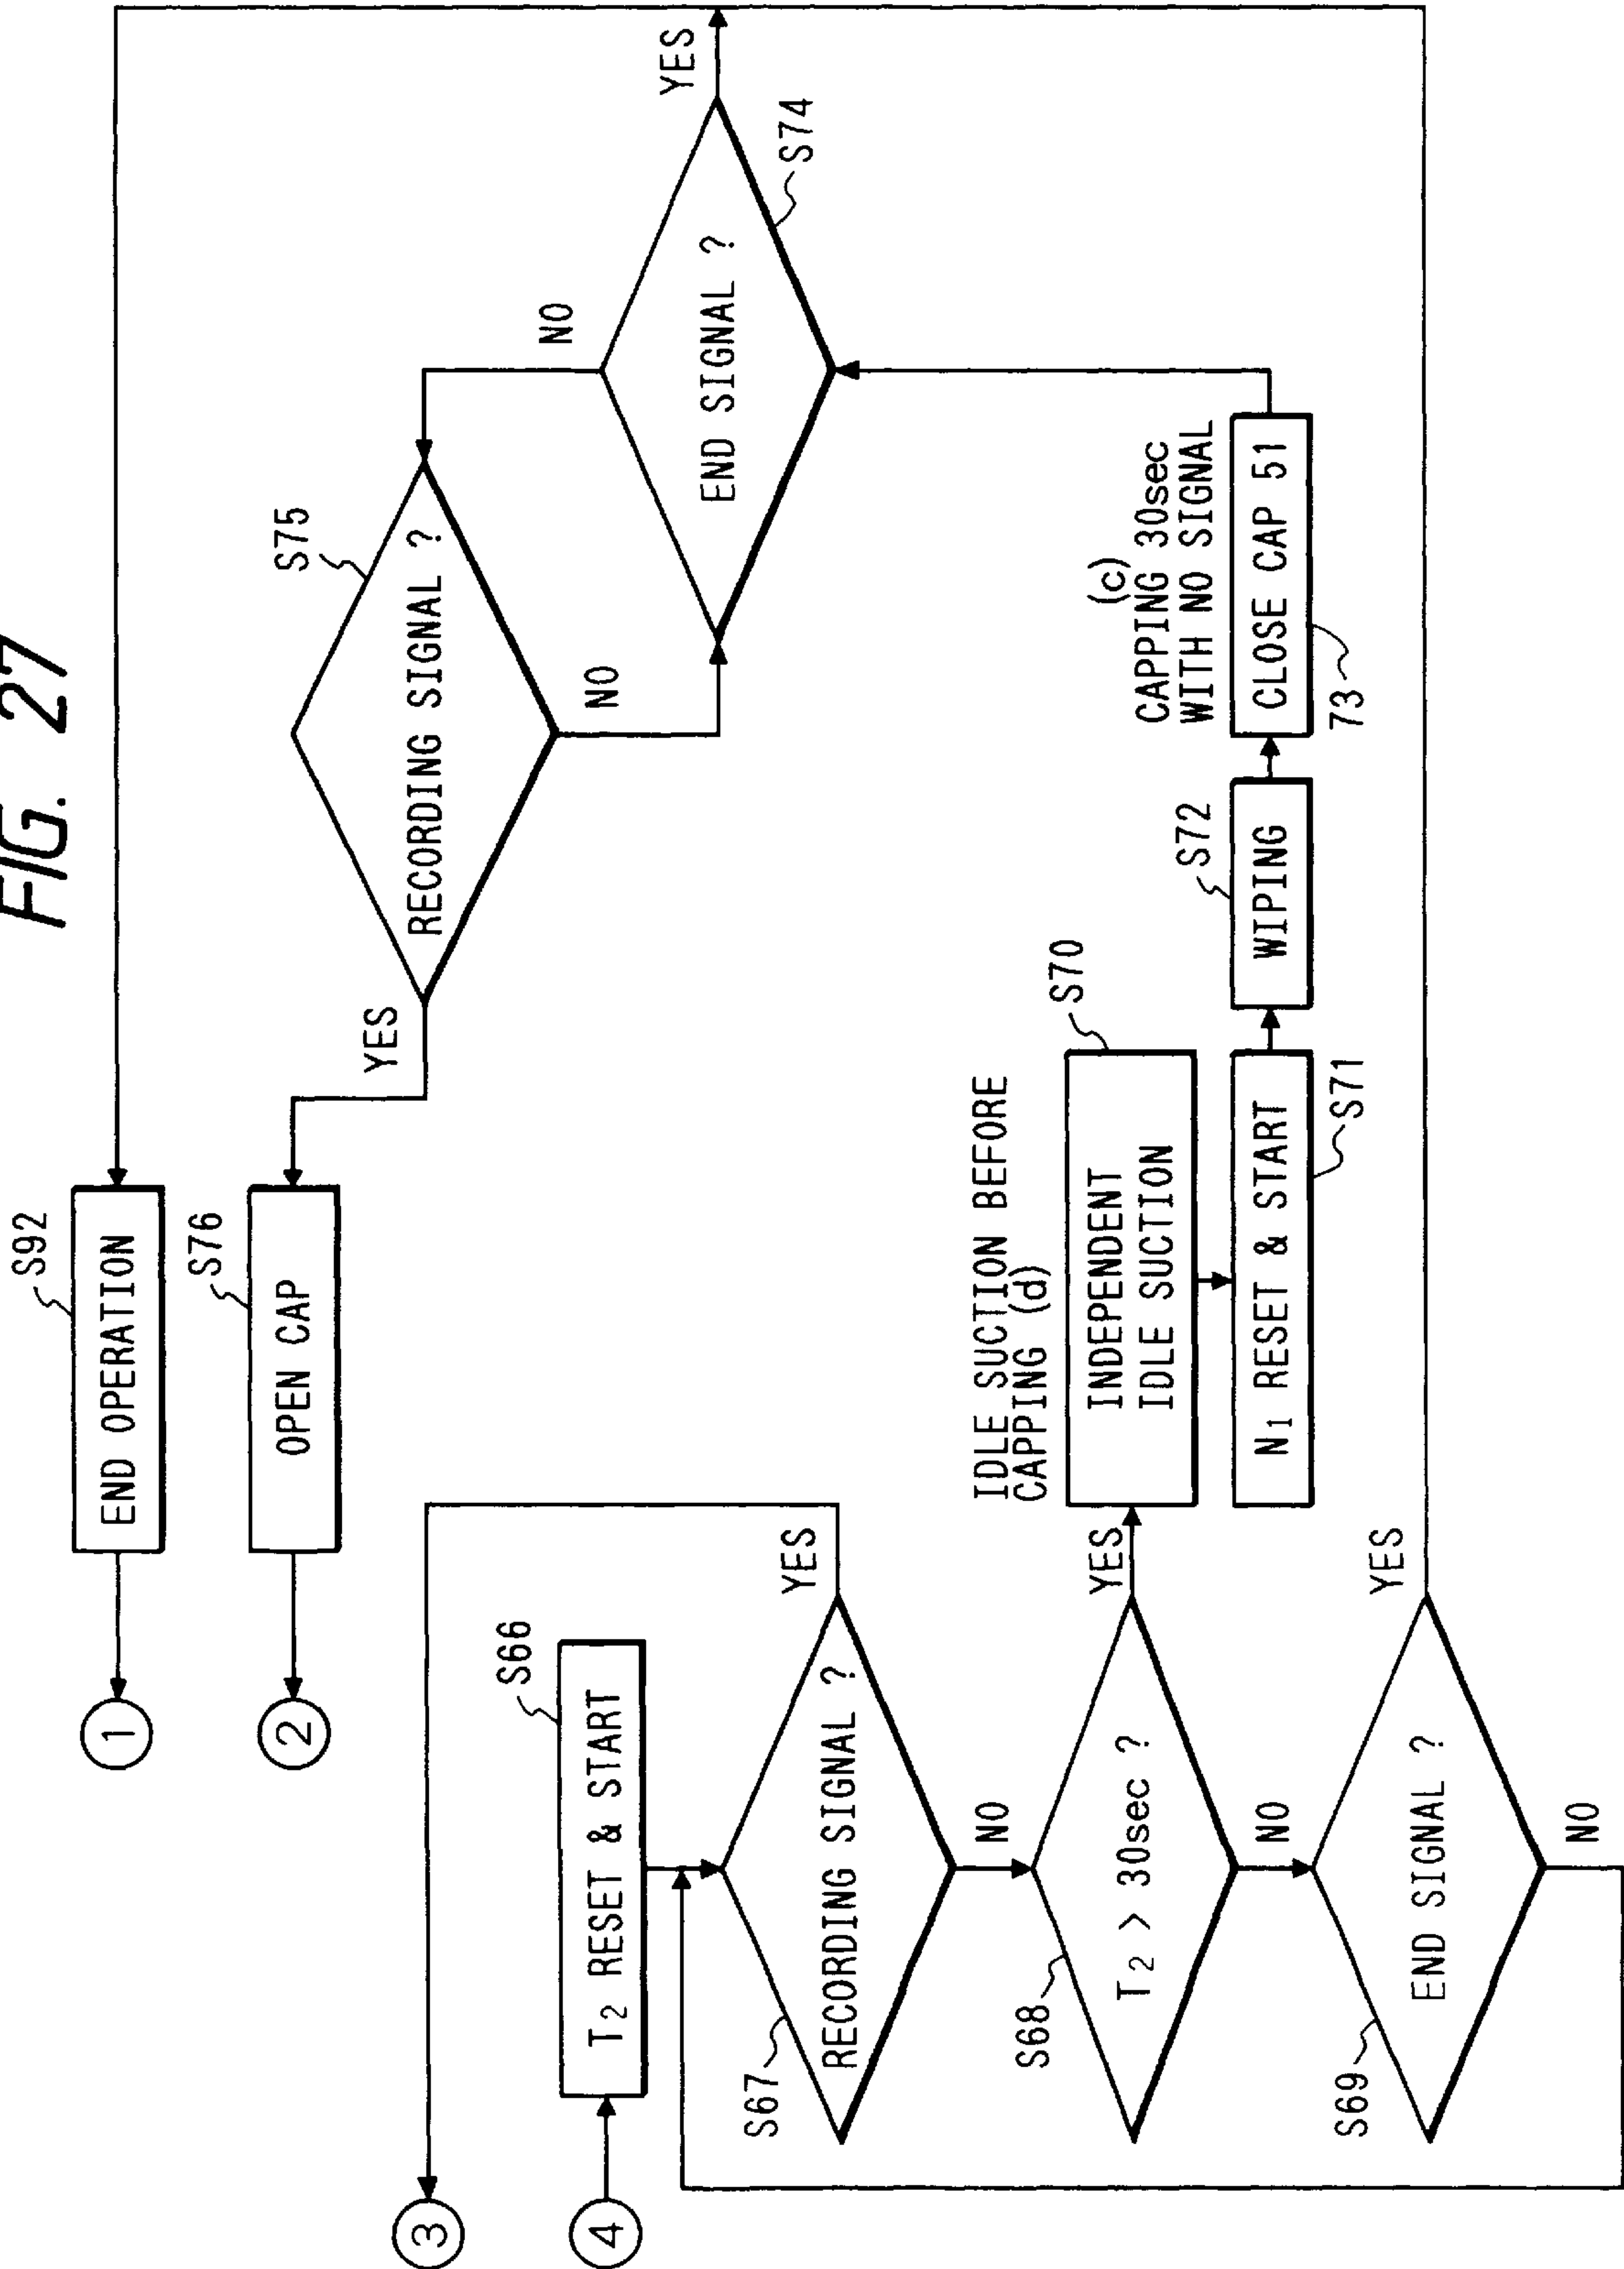 FIG. 27
1
END OPERATION
S92
2
OPEN CAP
S76
YES
RECORDING SIGNAL ?
S75
NO
NO
END SIGNAL ?
S74
YES
3
4
T2 RESET & START
S66
S67
RECORDING SIGNAL ?
YES
NO
S68
T2 > 30sec ?
YES
NO
S69
END SIGNAL ?
YES
NO
IDLE SUCTION BEFORE
CAPPING (d)
INDEPENDENT
IDLE SUCTION
S70
N1 RESET & START
S71
WIPING
S72
(c)
CAPPING 30sec
WITH NO SIGNAL
CLOSE CAP 51
73